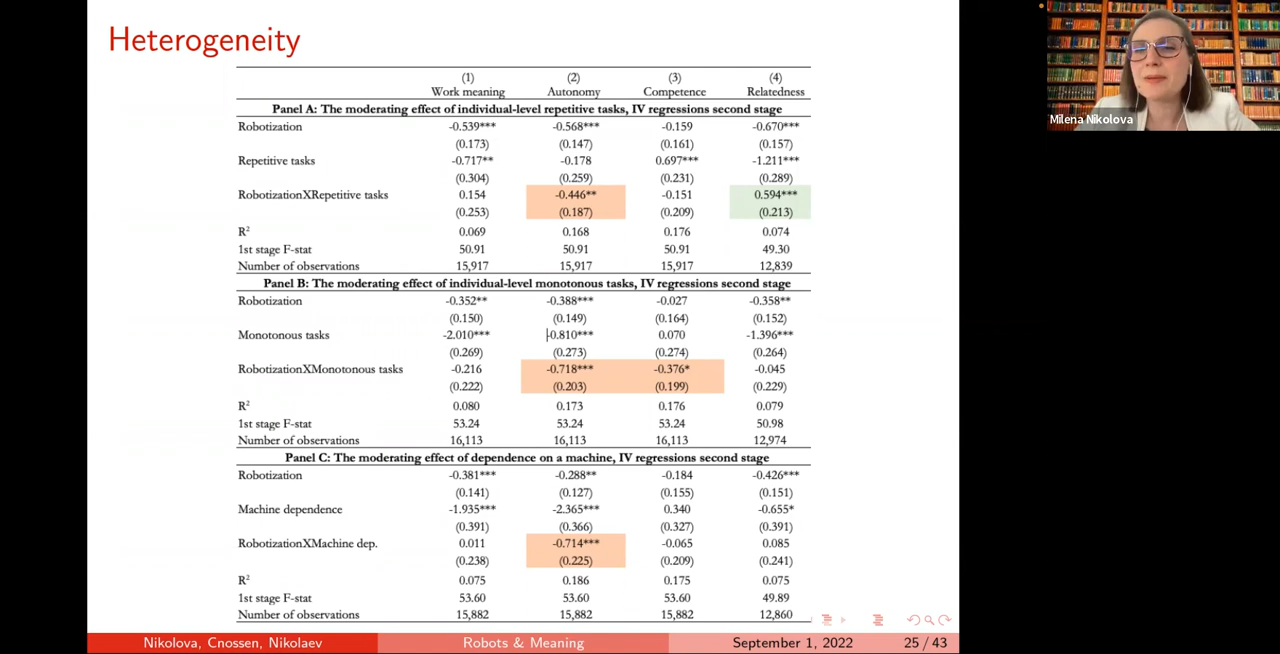 Heterogeneity
(1) (2) (3) (4)
Work meaning Autonomy Competence Relatedness
Panel A: The moderating effect of individual-level repetitive tasks, IV regressions second stage
Robotization -0.539*** -0.568*** -0.159 -0.670***
(0.173) (0.147) (0.161) (0.157)
Repetitive tasks -0.717** -0.178 0.697*** -1.211***
(0.304) (0.259) (0.231) (0.289)
RobotizationXRepetitive tasks 0.154 -0.446** -0.151 0.594***
(0.253) (0.187) (0.209) (0.213)
R² 0.069 0.168 0.176 0.074
1st stage F-stat 50.91 50.91 50.91 49.30
Number of observations 15,917 15,917 15,917 12,839
Panel B: The moderating effect of individual-level monotonous tasks, IV regressions second stage
Robotization -0.352** -0.388*** -0.027 -0.358**
(0.150) (0.149) (0.164) (0.152)
Monotonous tasks -2.010*** -0.810*** 0.070 -1.396***
(0.269) (0.273) (0.274) (0.264)
RobotizationXMonotonous tasks -0.216 -0.718*** -0.376* -0.045
(0.222) (0.203) (0.199) (0.229)
R² 0.080 0.173 0.176 0.079
1st stage F-stat 53.24 53.24 53.24 50.98
Number of observations 16,113 16,113 16,113 12,974
Panel C: The moderating effect of dependence on a machine, IV regressions second stage
Robotization -0.381*** -0.288** -0.184 -0.426***
(0.141) (0.127) (0.155) (0.151)
Machine dependence -1.935*** -2.365*** 0.340 -0.655*
(0.391) (0.366) (0.327) (0.391)
RobotizationXMachine dep. 0.011 -0.714*** -0.065 0.085
(0.238) (0.225) (0.209) (0.241)
R² 0.075 0.186 0.175 0.075
1st stage F-stat 53.60 53.60 53.60 49.89
Number of observations 15,882 15,882 15,882 12,860
Nikolova, Cnossen, Nikolaev Robots & Meaning September 1, 2022 25 / 43
Milena Nikolova